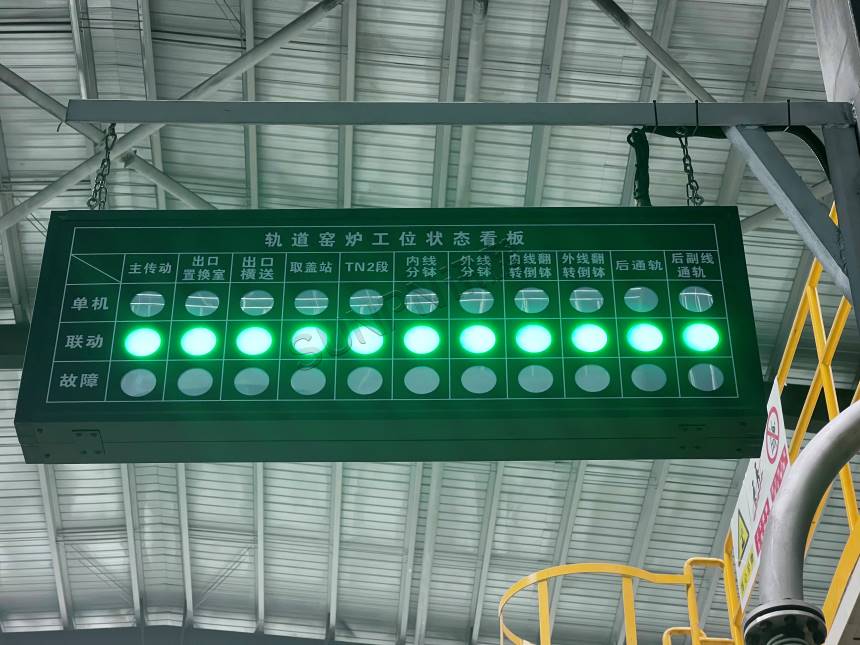 轨道窑炉工位状态看板
主传动 出口置换室 出口横送 取盖站 TN2段 内线分钵 外线分钵 内线翻转倒钵 外线翻转倒钵 后通轨 后副线通轨
单机
联动
故障